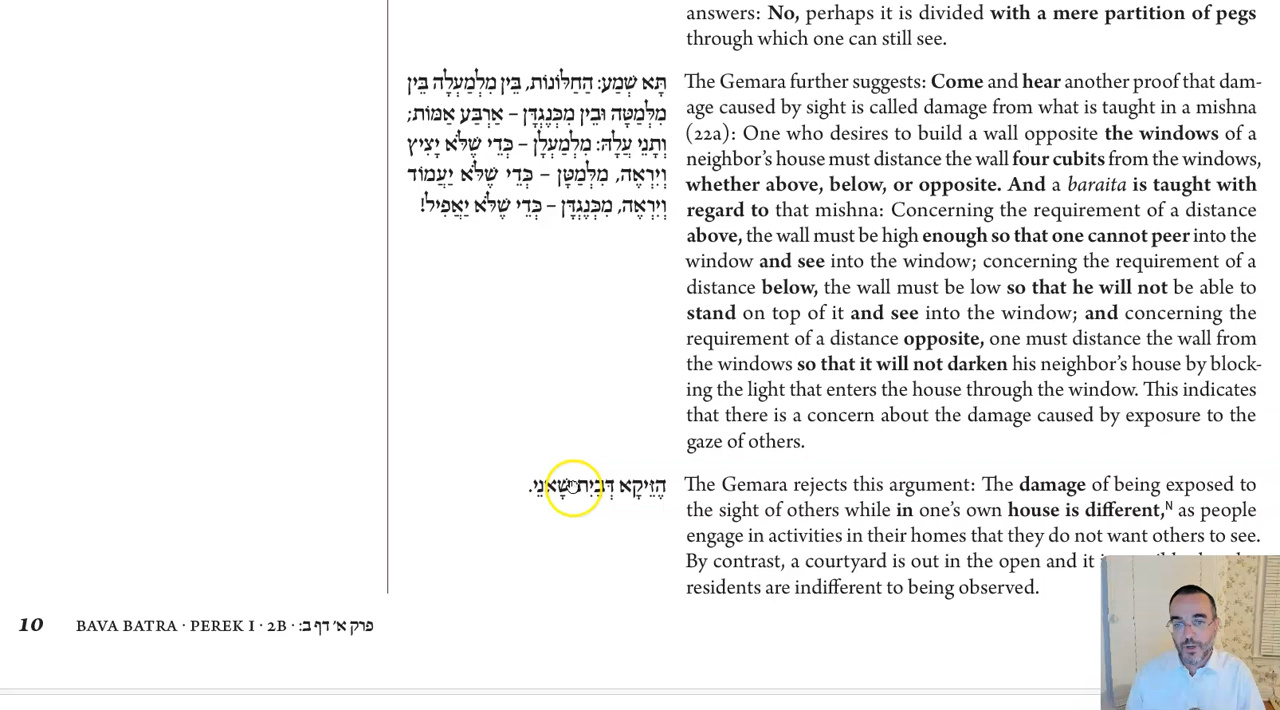 answers: No, perhaps it is divided with a mere partition of pegs
through which one can still see.
תָּא שְׁמַע: הַחַלּוֹנוֹת, בֵּין מִלְמַעְלָה בֵּין
מִלְּמַטָּה וּבֵין מִכְּנֶגְדָּן – אַרְבַּע אַמּוֹת;
וְתָנֵי עֲלַהּ: מִלְמַעְלָן – כְּדֵי שֶׁלֹּא יָצִיץ
וְיִרְאֶה, מִלְּמַטָּן – כְּדֵי שֶׁלֹּא יַעֲמוֹד
וְיִרְאֶה, מִכְּנֶגְדָּן – כְּדֵי שֶׁלֹּא יַאֲפִיל!
The Gemara further suggests: Come and hear another proof that dam-
age caused by sight is called damage from what is taught in a mishna
(22a): One who desires to build a wall opposite the windows of a
neighbor's house must distance the wall four cubits from the windows,
whether above, below, or opposite. And a baraita is taught with
regard to that mishna: Concerning the requirement of a distance
above, the wall must be high enough so that one cannot peer into the
window and see into the window; concerning the requirement of a
distance below, the wall must be low so that he will not be able to
stand on top of it and see into the window; and concerning the
requirement of a distance opposite, one must distance the wall from
the windows so that it will not darken his neighbor's house by block-
ing the light that enters the house through the window. This indicates
that there is a concern about the damage caused by exposure to the
gaze of others.
הֶזֵּיקָא דְּבַיִת שָׁאנֵי.
The Gemara rejects this argument: The damage of being exposed to
the sight of others while in one's own house is different,ᴺ as people
engage in activities in their homes that they do not want others to see.
By contrast, a courtyard is out in the open and it
residents are indifferent to being observed.
10 BAVA BATRA · PEREK I · 2B · פרק א׳ דף ב: